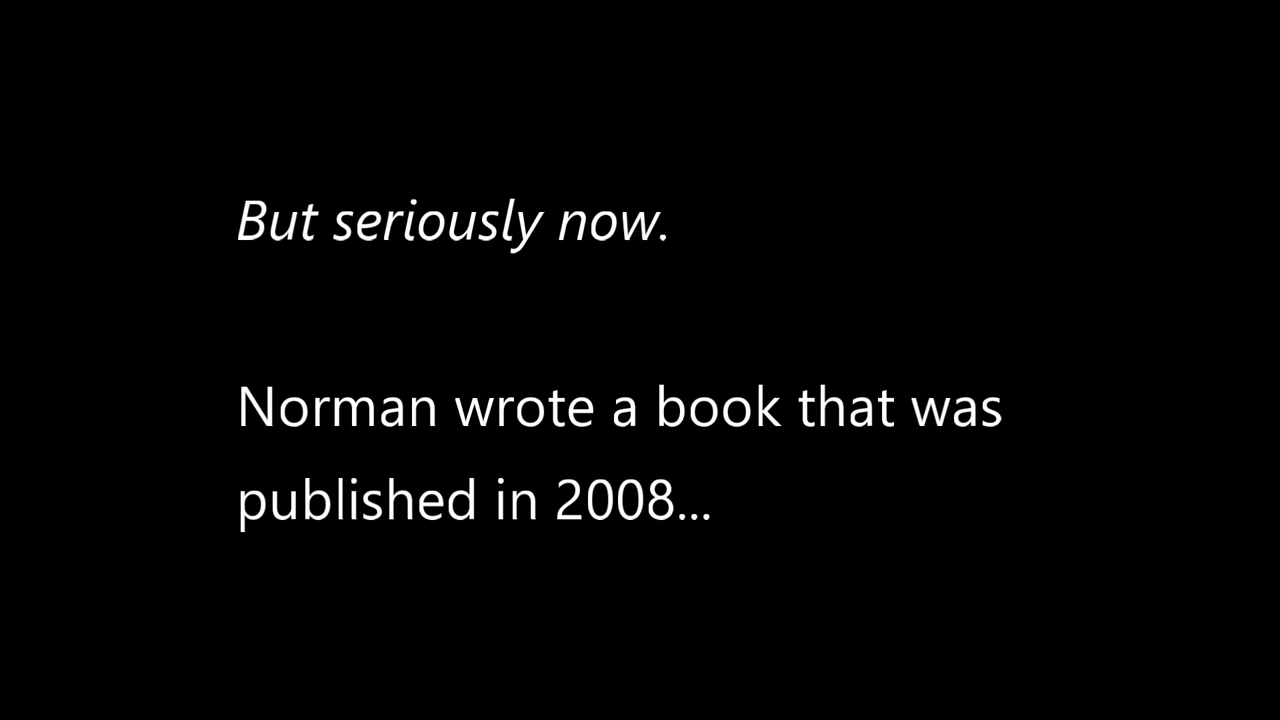 But seriously now.
Norman wrote a book that was
published in 2008...